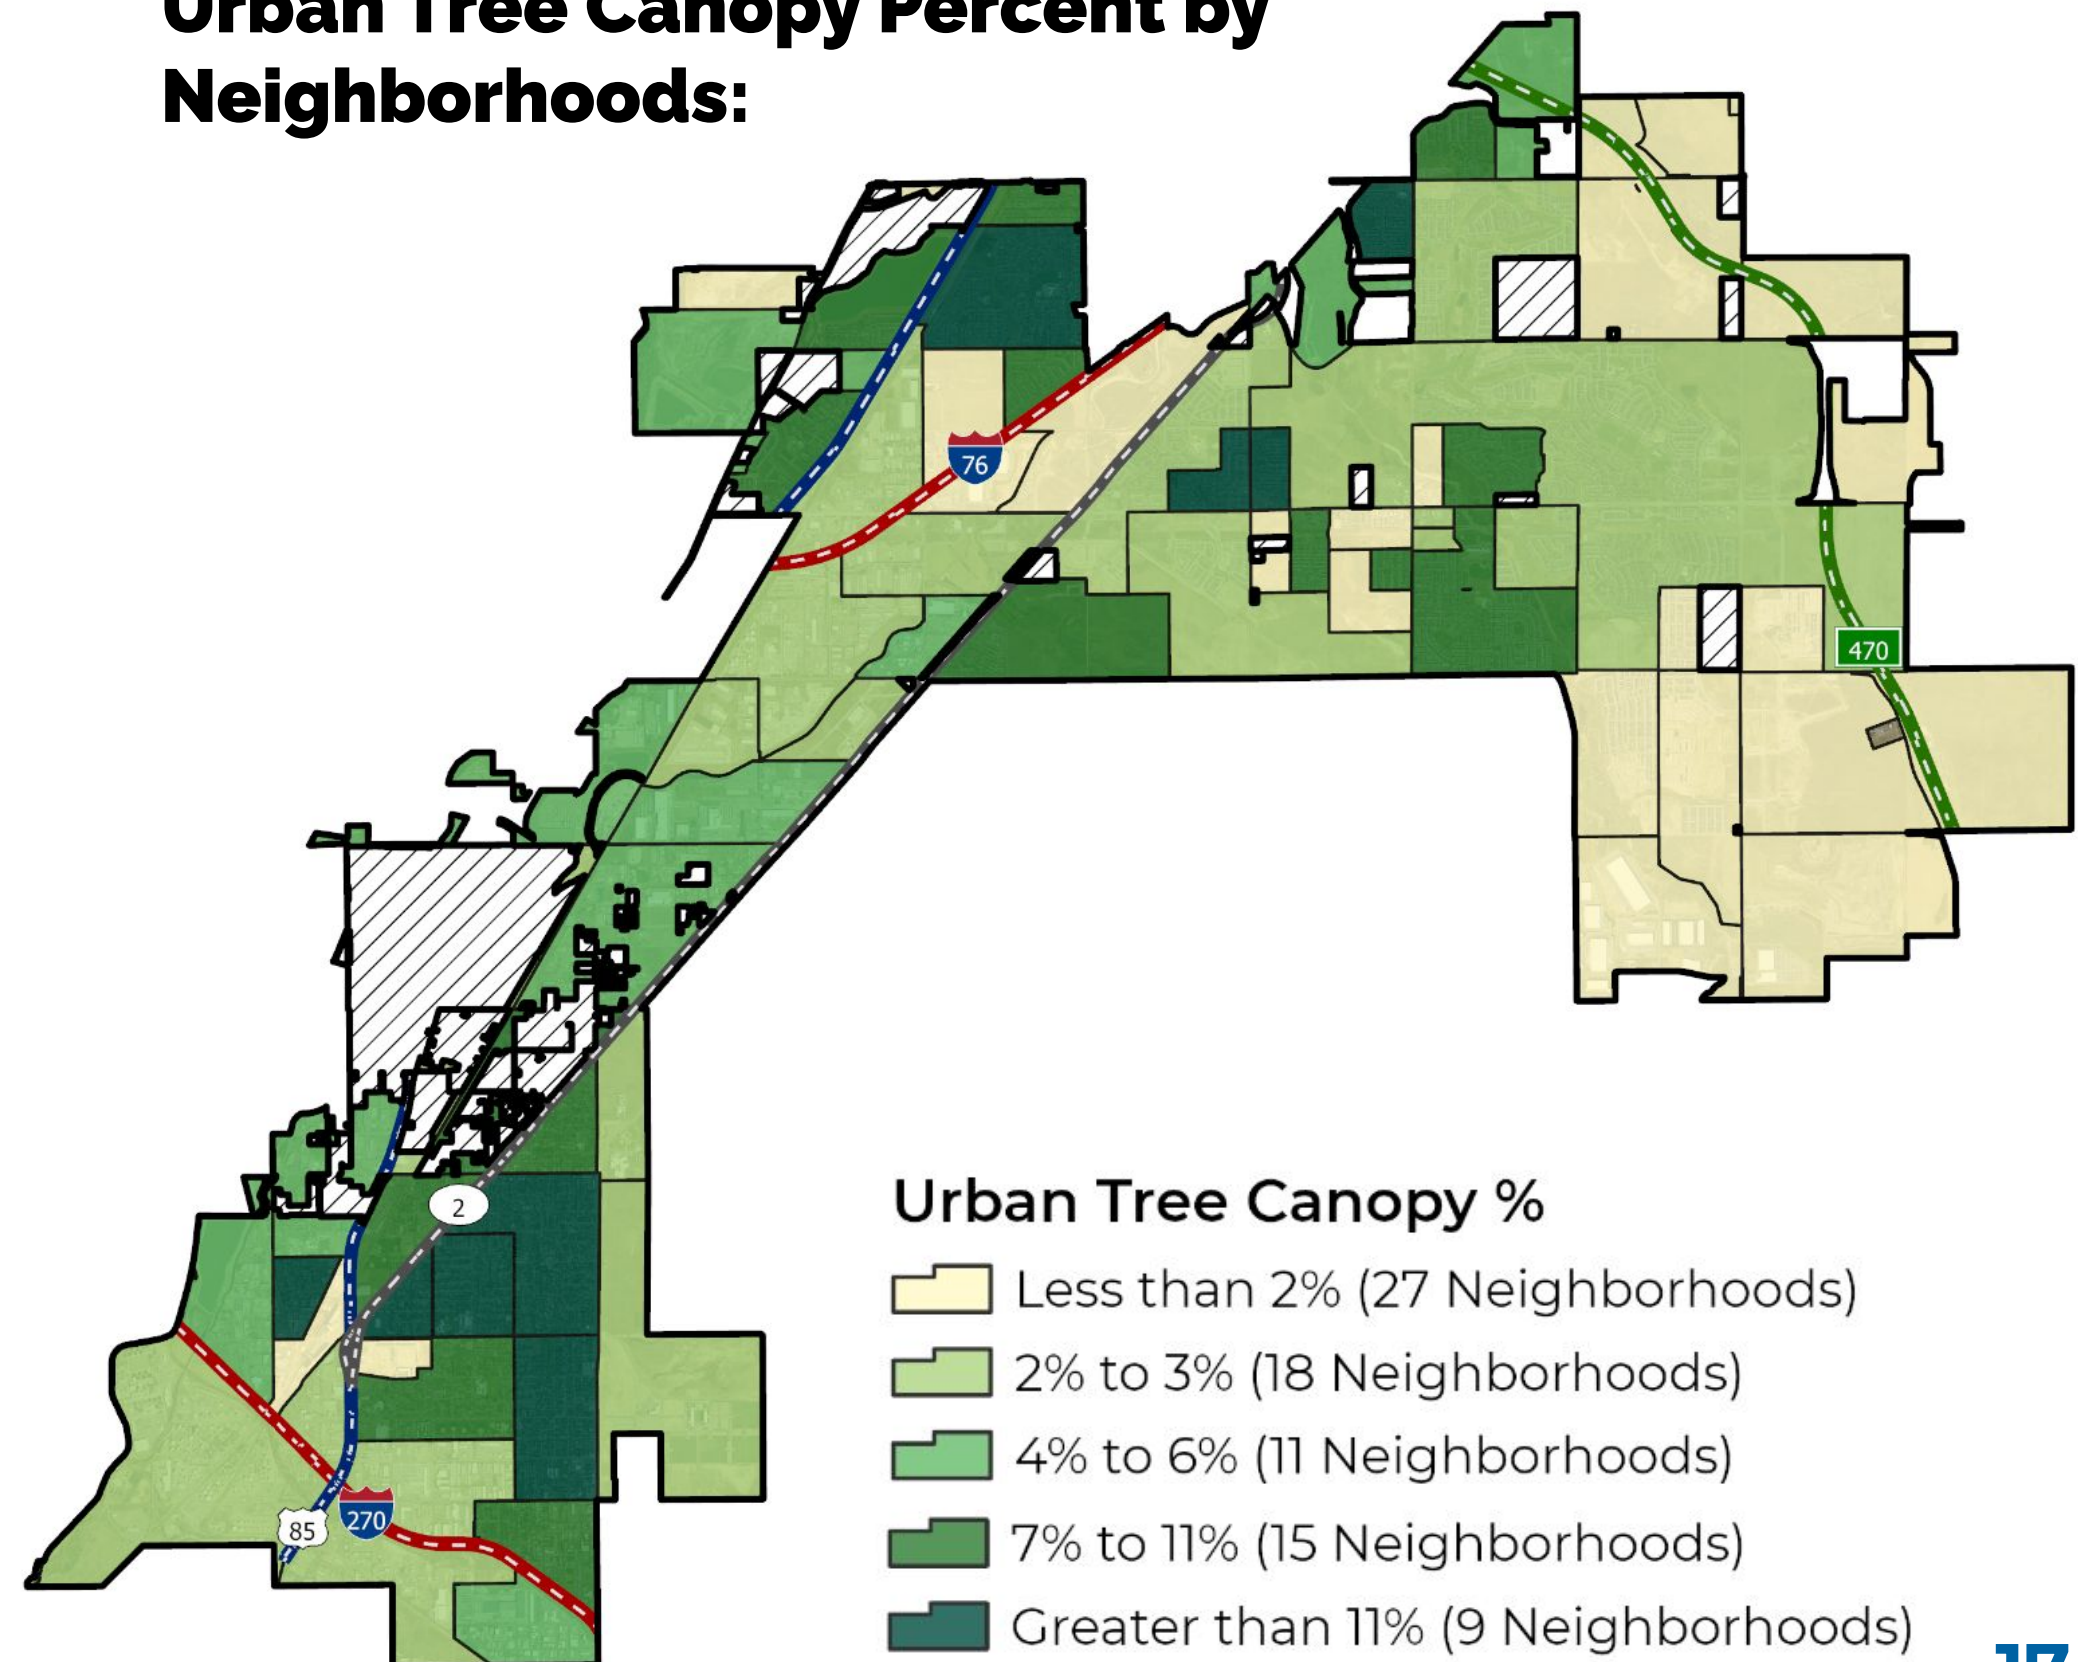 Urban Tree Canopy Percent by
Neighborhoods:
76
470
2
85
270
Urban Tree Canopy %
Less than 2% (27 Neighborhoods)
2% to 3% (18 Neighborhoods)
4% to 6% (11 Neighborhoods)
7% to 11% (15 Neighborhoods)
Greater than 11% (9 Neighborhoods)
17